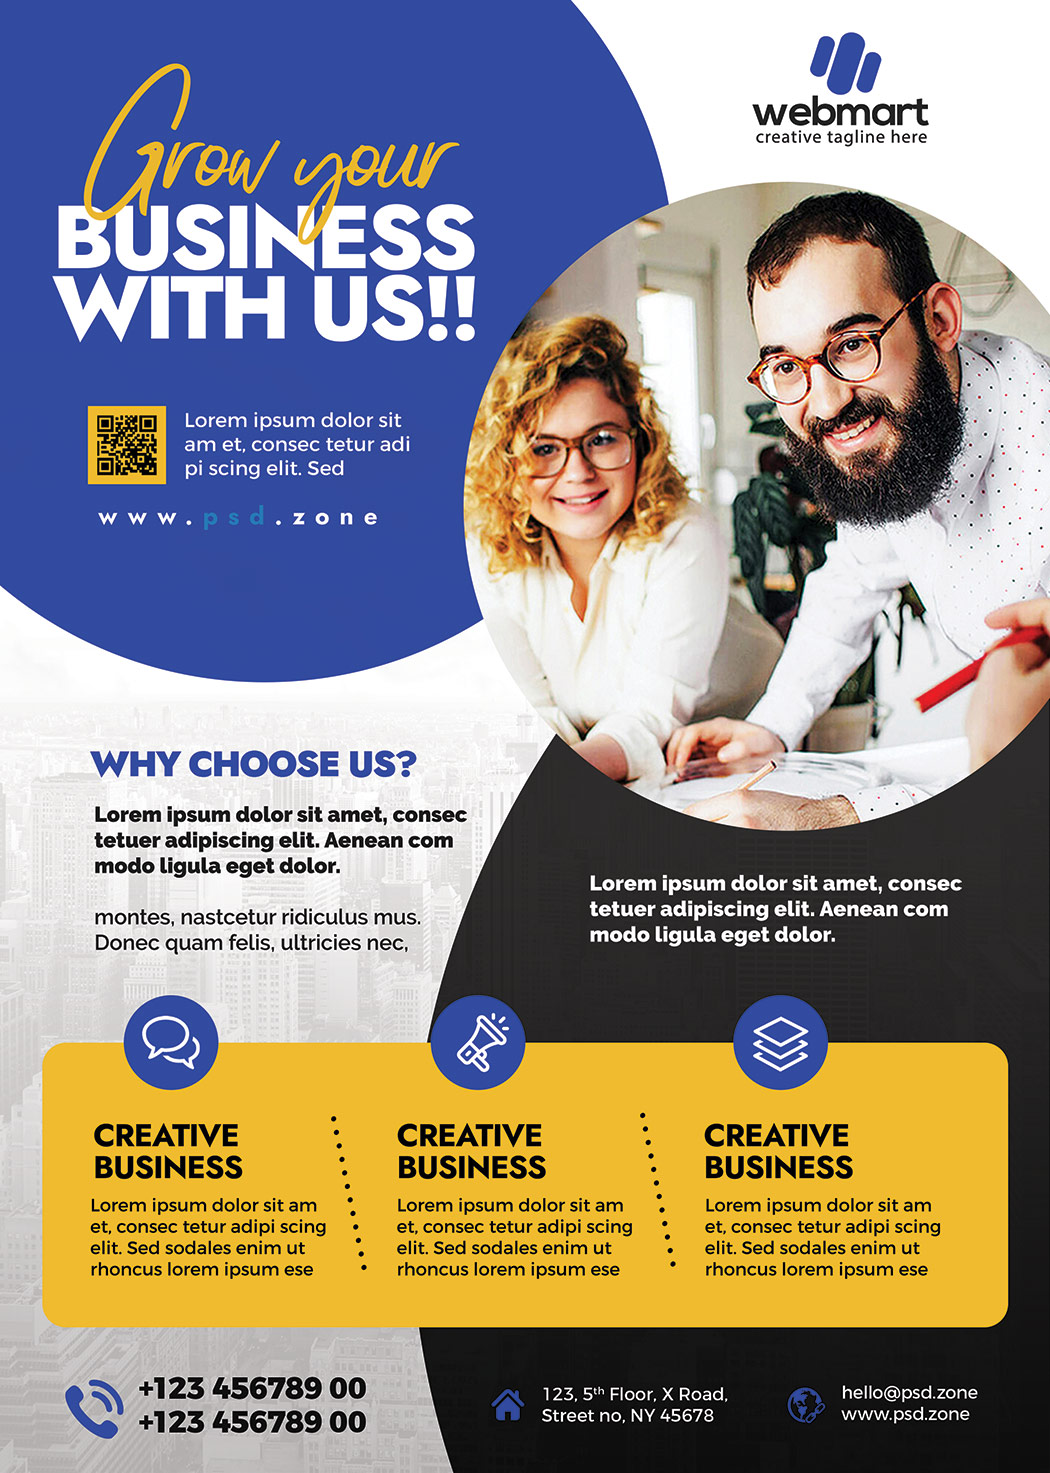 webmart
creative tagline here
Grow your
BUSINESS
WITH US!!
Lorem ipsum dolor sit
am et, consec tetur adi
pi scing elit. Sed
www.psd.zone
WHY CHOOSE US?
Lorem ipsum dolor sit amet, consec
tetuer adipiscing elit. Aenean com
modo ligula eget dolor.
montes, nastcetur ridiculus mus.
Donec quam felis, ultricies nec,
Lorem ipsum dolor sit amet, consec
tetuer adipiscing elit. Aenean com
modo ligula eget dolor.
CREATIVE
BUSINESS
Lorem ipsum dolor sit am
et, consec tetur adipi scing
elit. Sed sodales enim ut
rhoncus lorem ipsum ese
CREATIVE
BUSINESS
Lorem ipsum dolor sit am
et, consec tetur adipi scing
elit. Sed sodales enim ut
rhoncus lorem ipsum ese
CREATIVE
BUSINESS
Lorem ipsum dolor sit am
et, consec tetur adipi scing
elit. Sed sodales enim ut
rhoncus lorem ipsum ese
+123 456789 00
+123 456789 00
123, 5th Floor, X Road,
Street no, NY 45678
hello@psd.zone
www.psd.zone